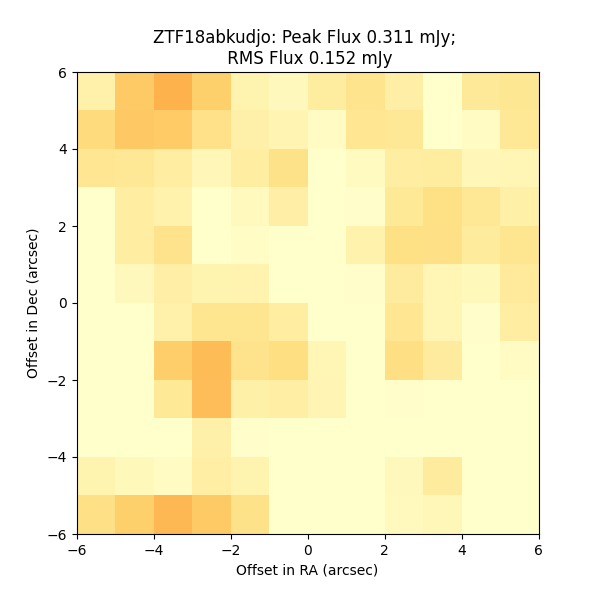 ZTF18abkudjo: Peak Flux 0.311 mJy;
RMS Flux 0.152 mJy
6
4
2
0
−2
−4
−6
Offset in Dec (arcsec)
−6 −4 −2 0 2 4 6
Offset in RA (arcsec)